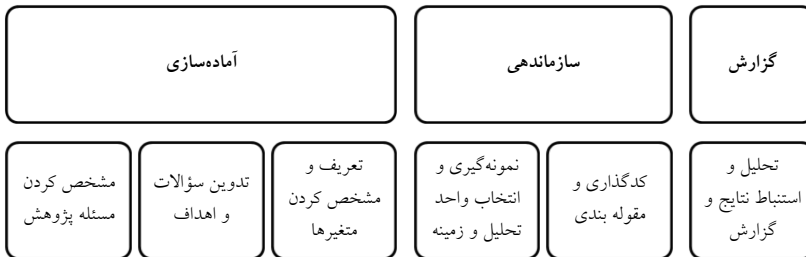 آماده‌سازی
سازماندهی
گزارش
مشخص کردن
مسئله پژوهش
تدوین سؤالات
و اهداف
تعریف و
مشخص کردن
متغیرها
نمونه‌گیری و
انتخاب واحد
تحلیل و زمینه
کدگذاری و
مقوله بندی
تحلیل و
استنباط نتایج و
گزارش